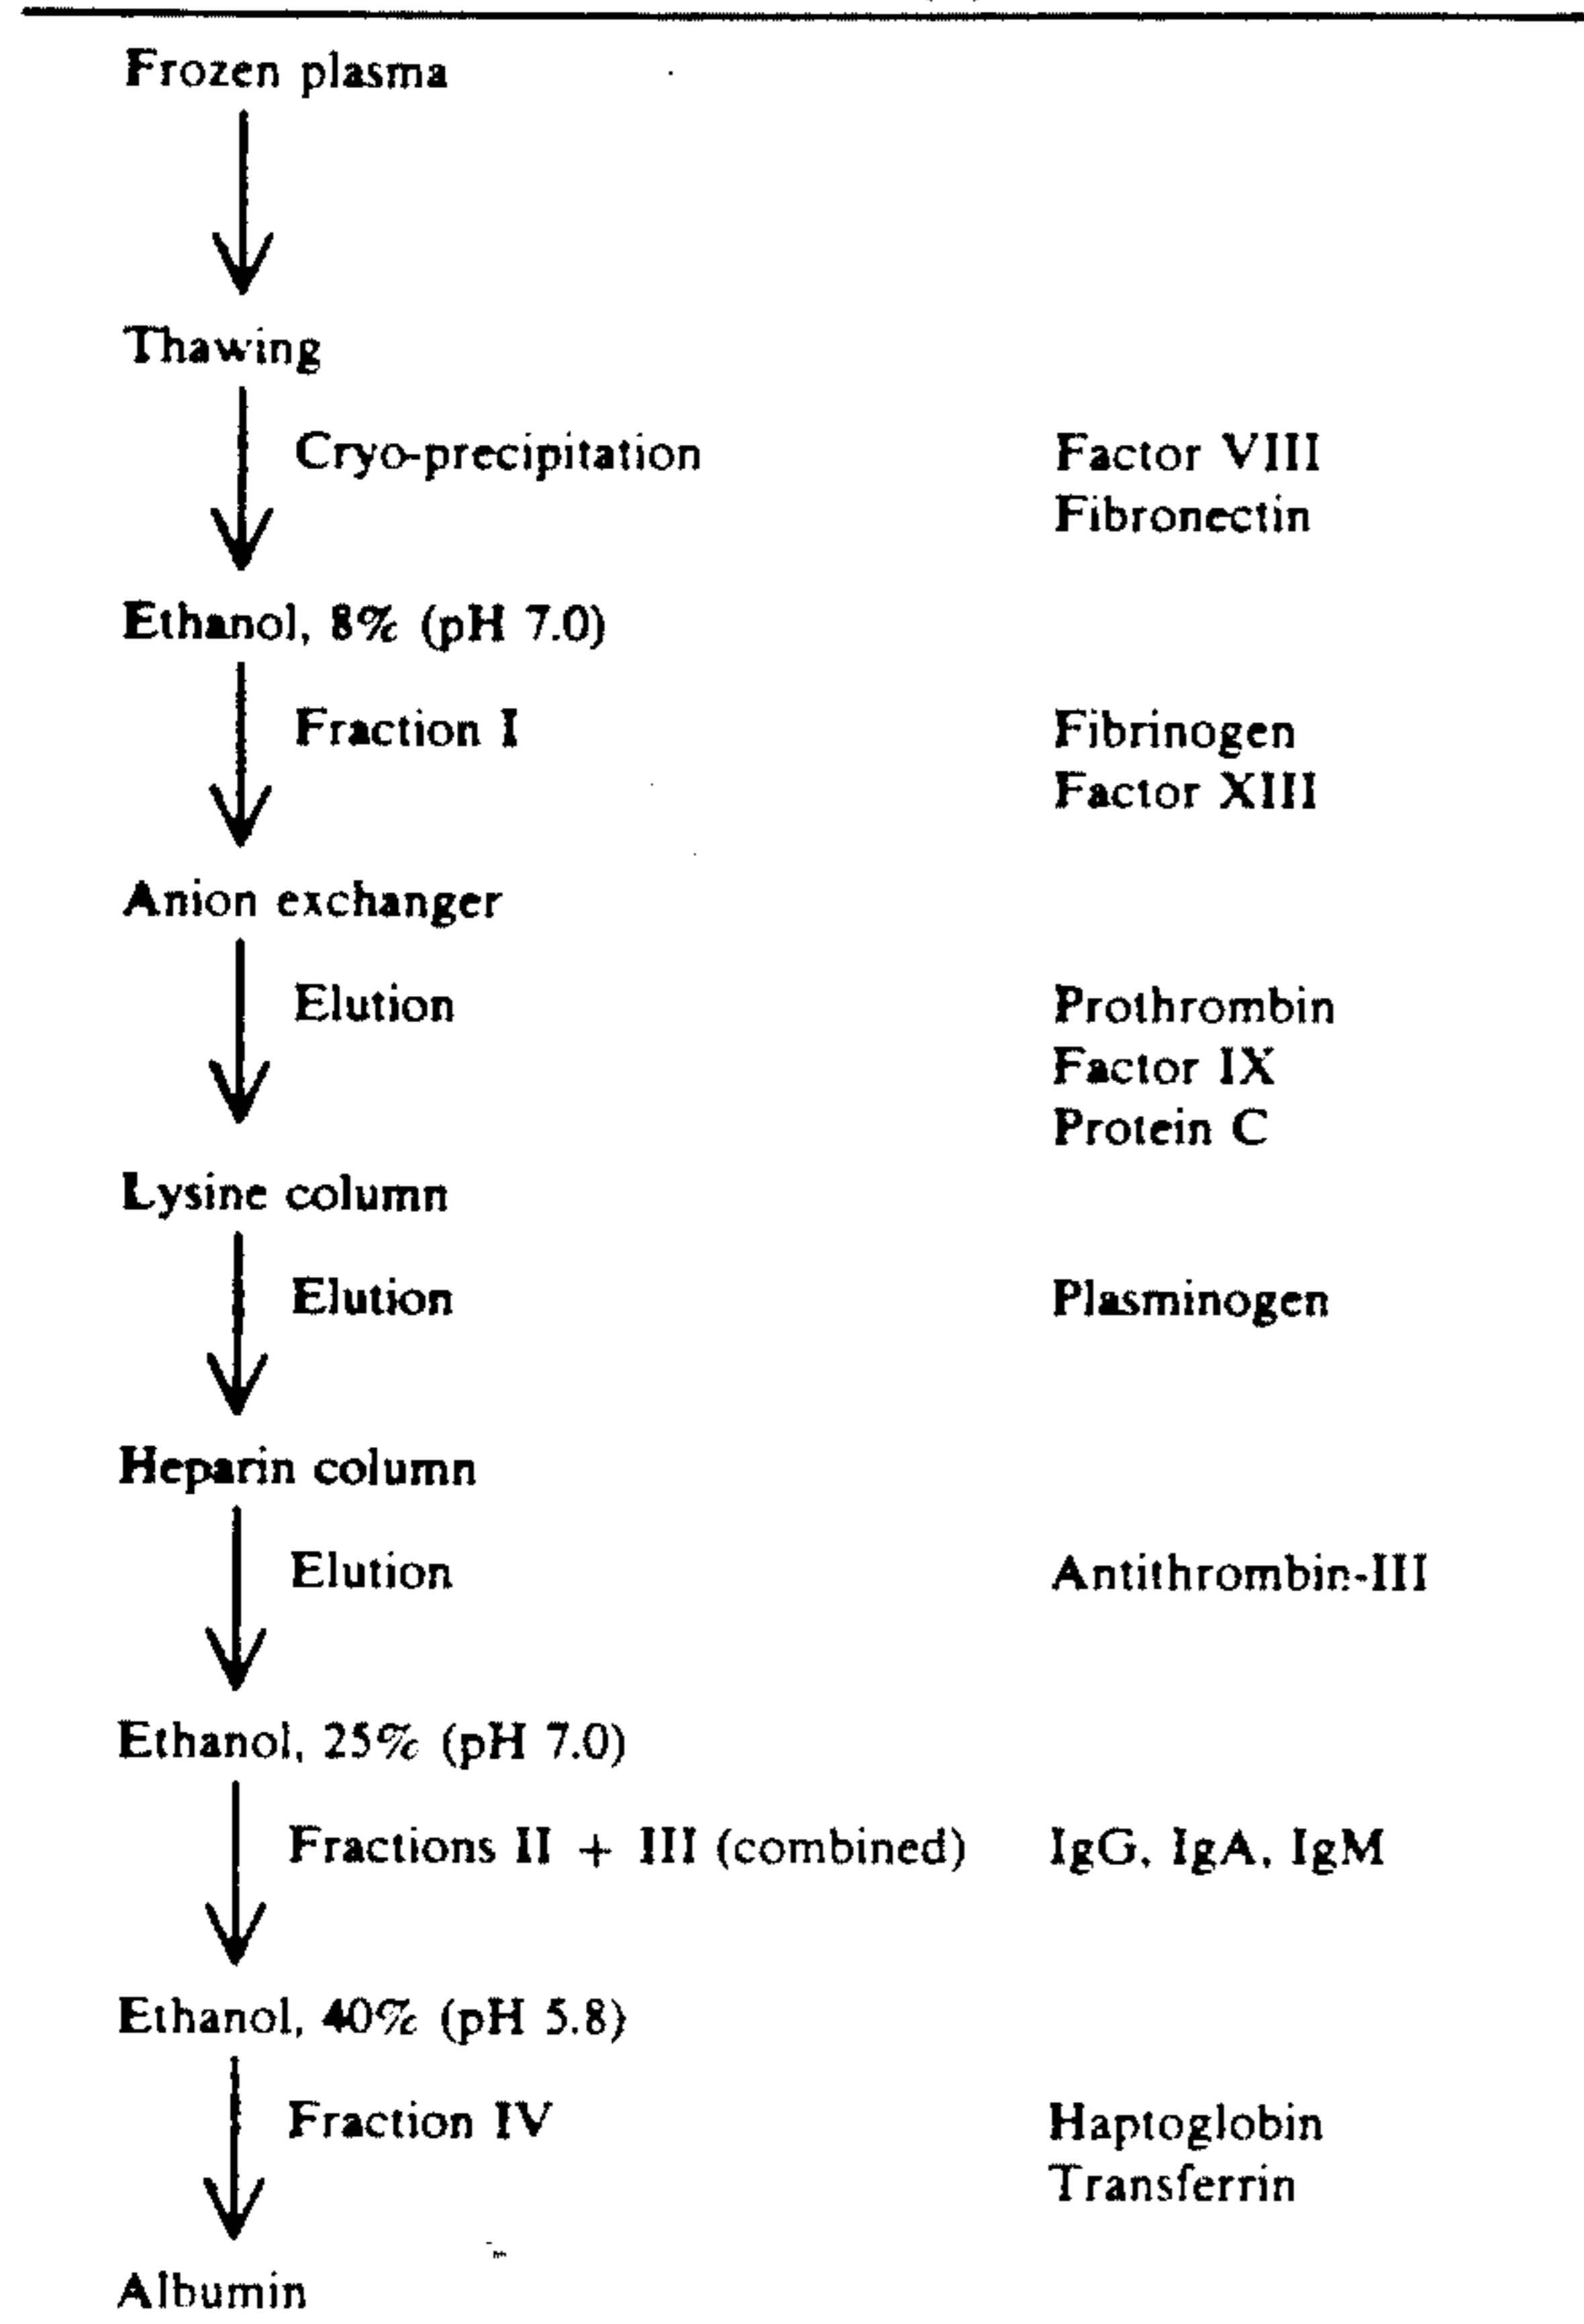 Frozen plasma
Thawing
Cryo-precipitation Factor VIII
Fibronectin
Ethanol, 8% (pH 7.0)
Fraction I Fibrinogen
Factor XIII
Anion exchanger
Elution Prothrombin
Factor IX
Protein C
Lysine column
Elution Plasminogen
Heparin column
Elution Antithrombin-III
Ethanol, 25% (pH 7.0)
Fractions II + III (combined) IgG, IgA, IgM
Ethanol, 40% (pH 5.8)
Fraction IV Haptoglobin
Transferrin
Albumin